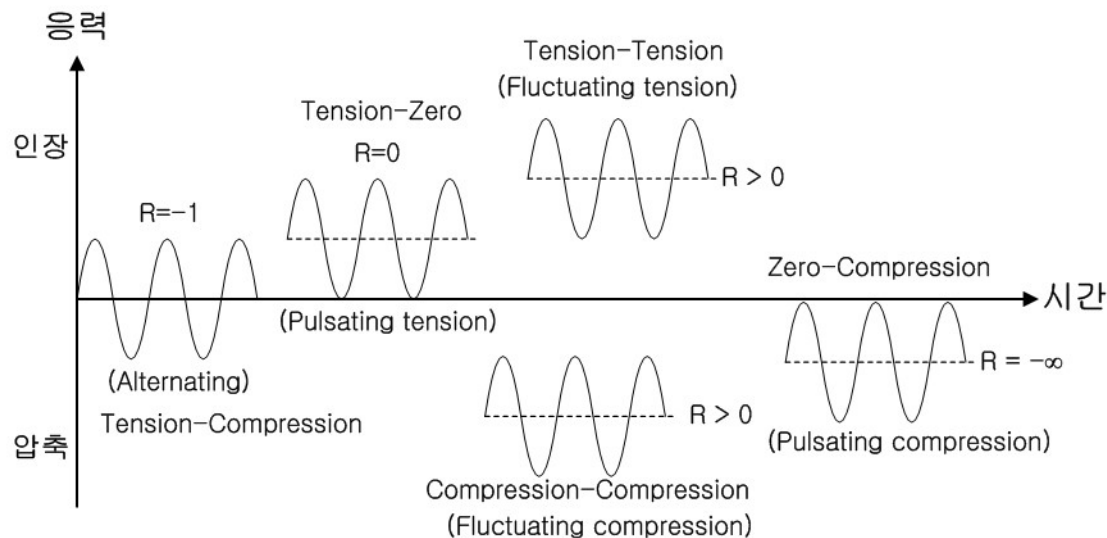 응력
Tension-Tension
(Fluctuating tension)
Tension-Zero
인장
R=0
R > 0
R=-1
Zero-Compression
시간
(Pulsating tension)
R = -∞
(Alternating)
Tension-Compression
R > 0
압축
(Pulsating compression)
Compression-Compression
(Fluctuating compression)